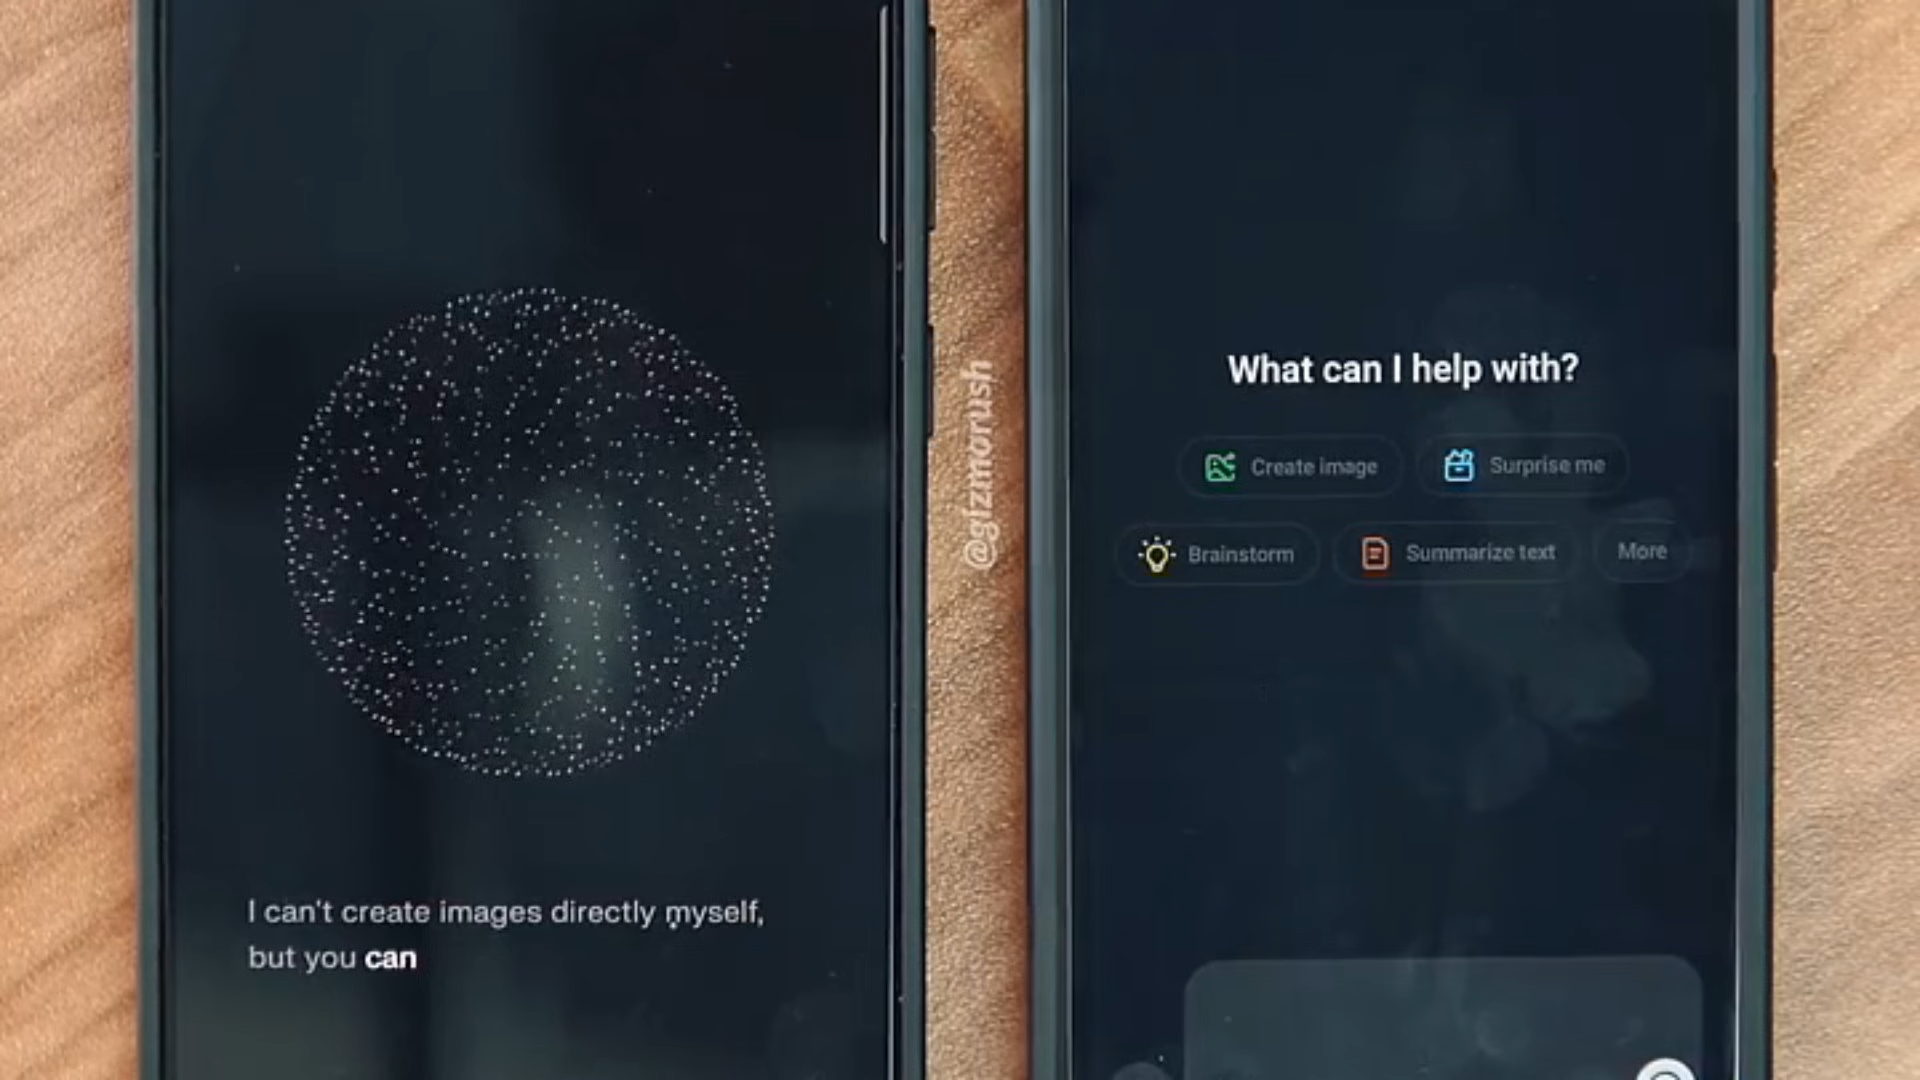 I can't create images directly myself,
but you can
@gizmorush
What can I help with?
Create image
Surprise me
Brainstorm
Summarize text
More